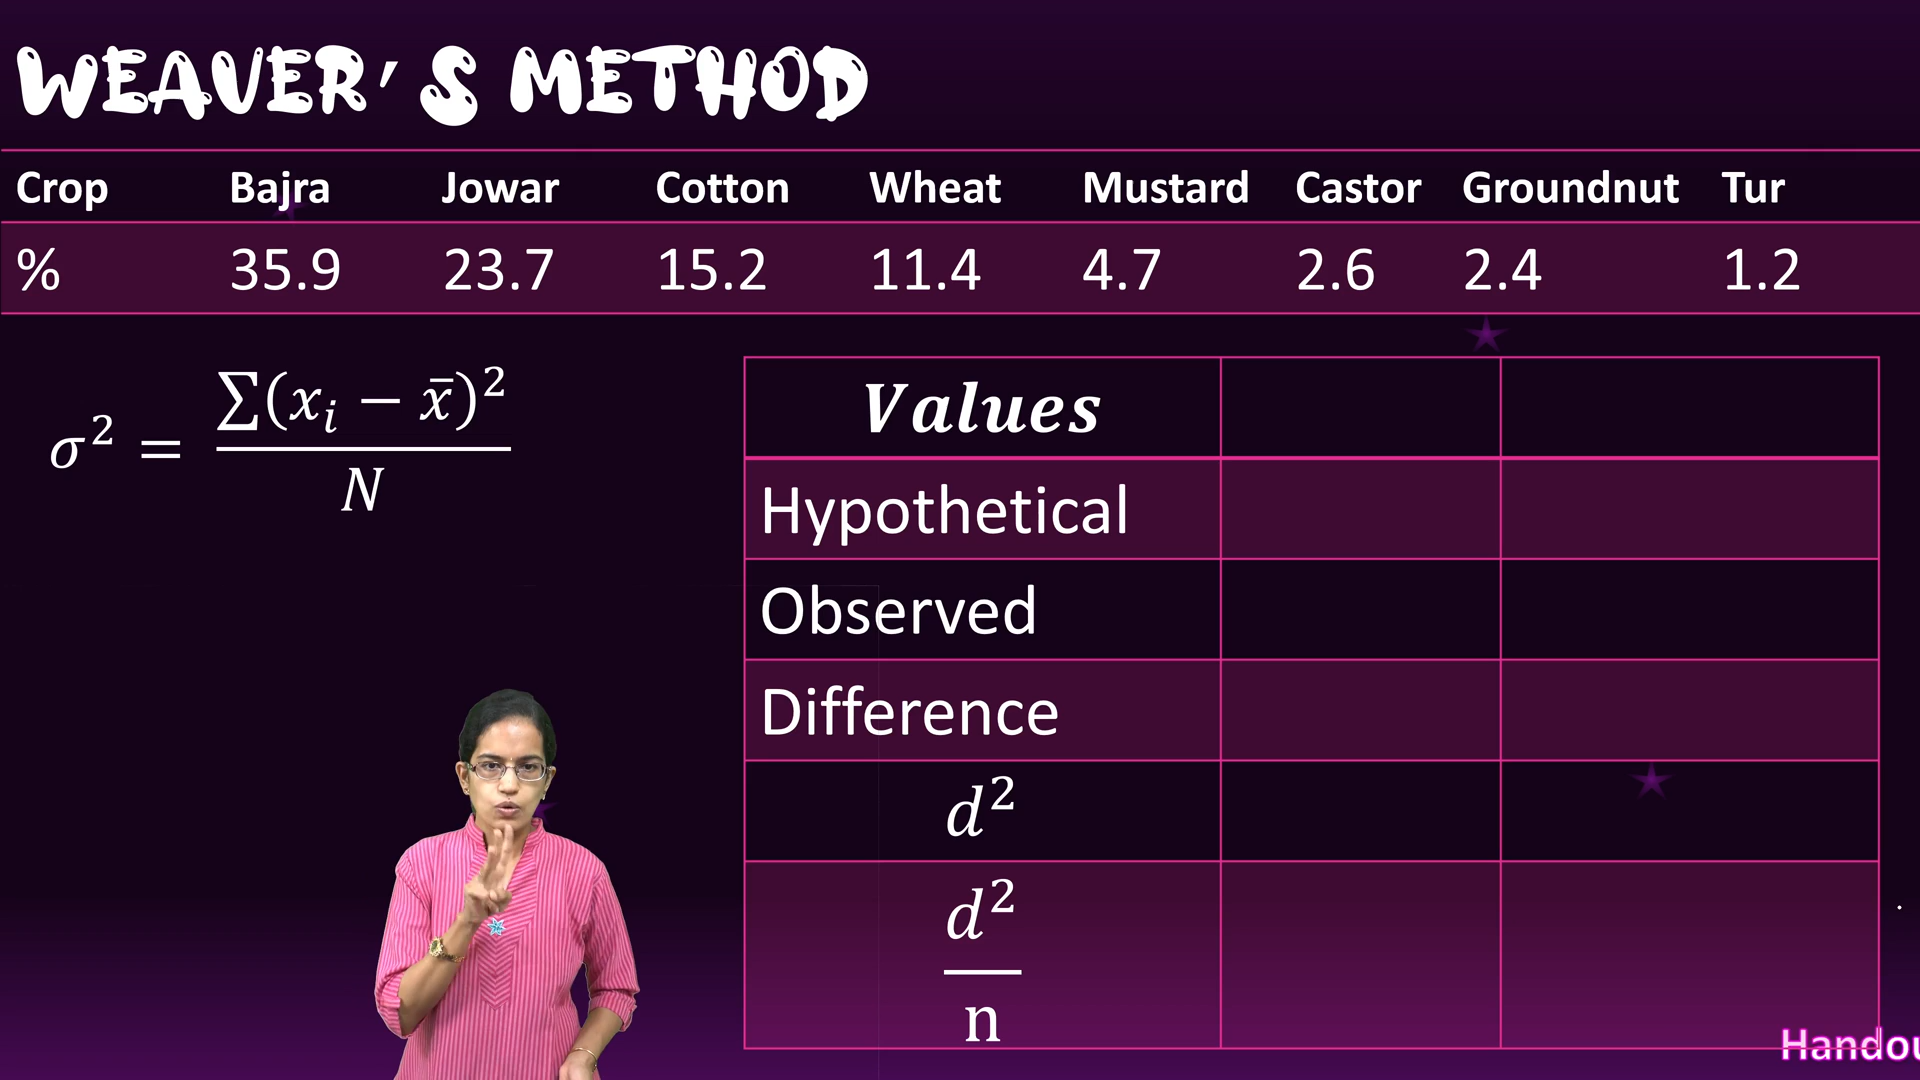 WEAVER'S METHOD
Crop Bajra Jowar Cotton Wheat Mustard Castor Groundnut Tur
% 35.9 23.7 15.2 11.4 4.7 2.6 2.4 1.2
σ² = ∑(xᵢ − x̄)² / N
Values
Hypothetical
Observed
Difference
d²
d²
n